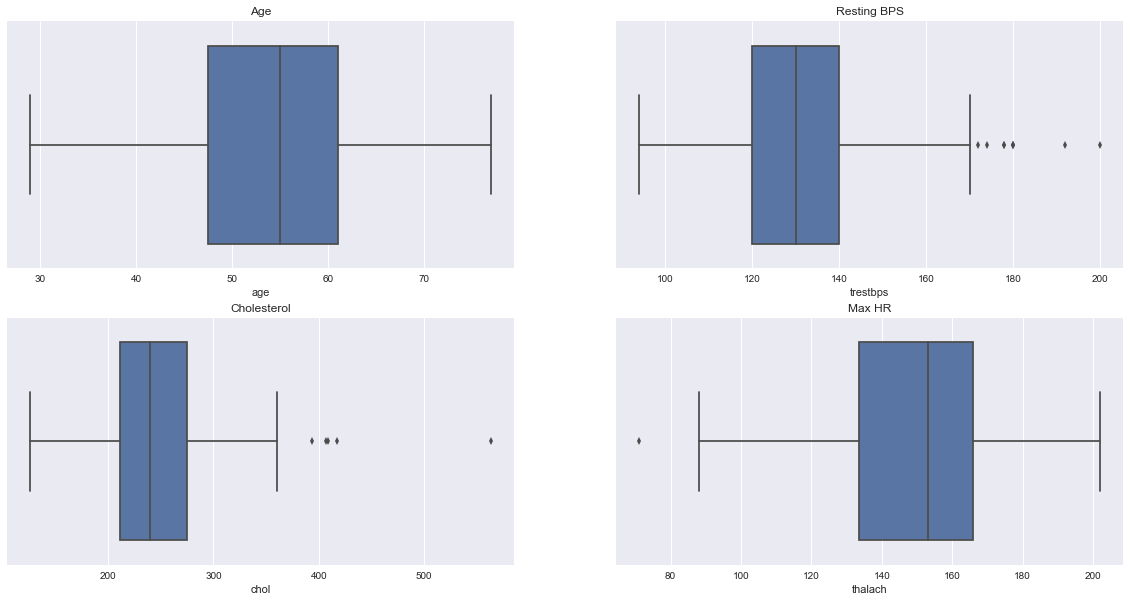 Age
30 40 50 60 70
age
Resting BPS
100 120 140 160 180 200
trestbps
Cholesterol
200 300 400 500
chol
Max HR
80 100 120 140 160 180 200
thalach